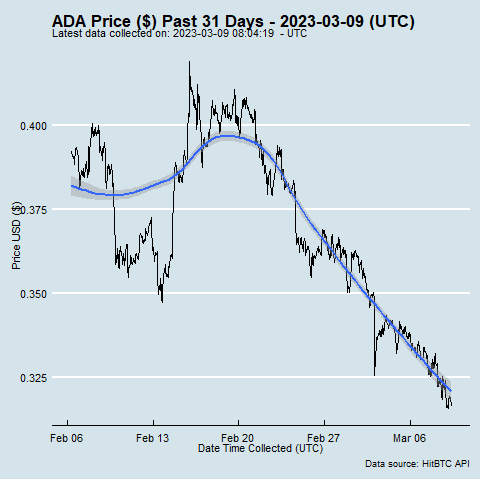 ADA Price ($) Past 31 Days - 2023-03-09 (UTC)
Latest data collected on: 2023-03-09 08:04:19 - UTC
0.400
0.375
0.350
0.325
Price USD ($)
Feb 06 Feb 13 Feb 20 Feb 27 Mar 06
Date Time Collected (UTC)
Data source: HitBTC API